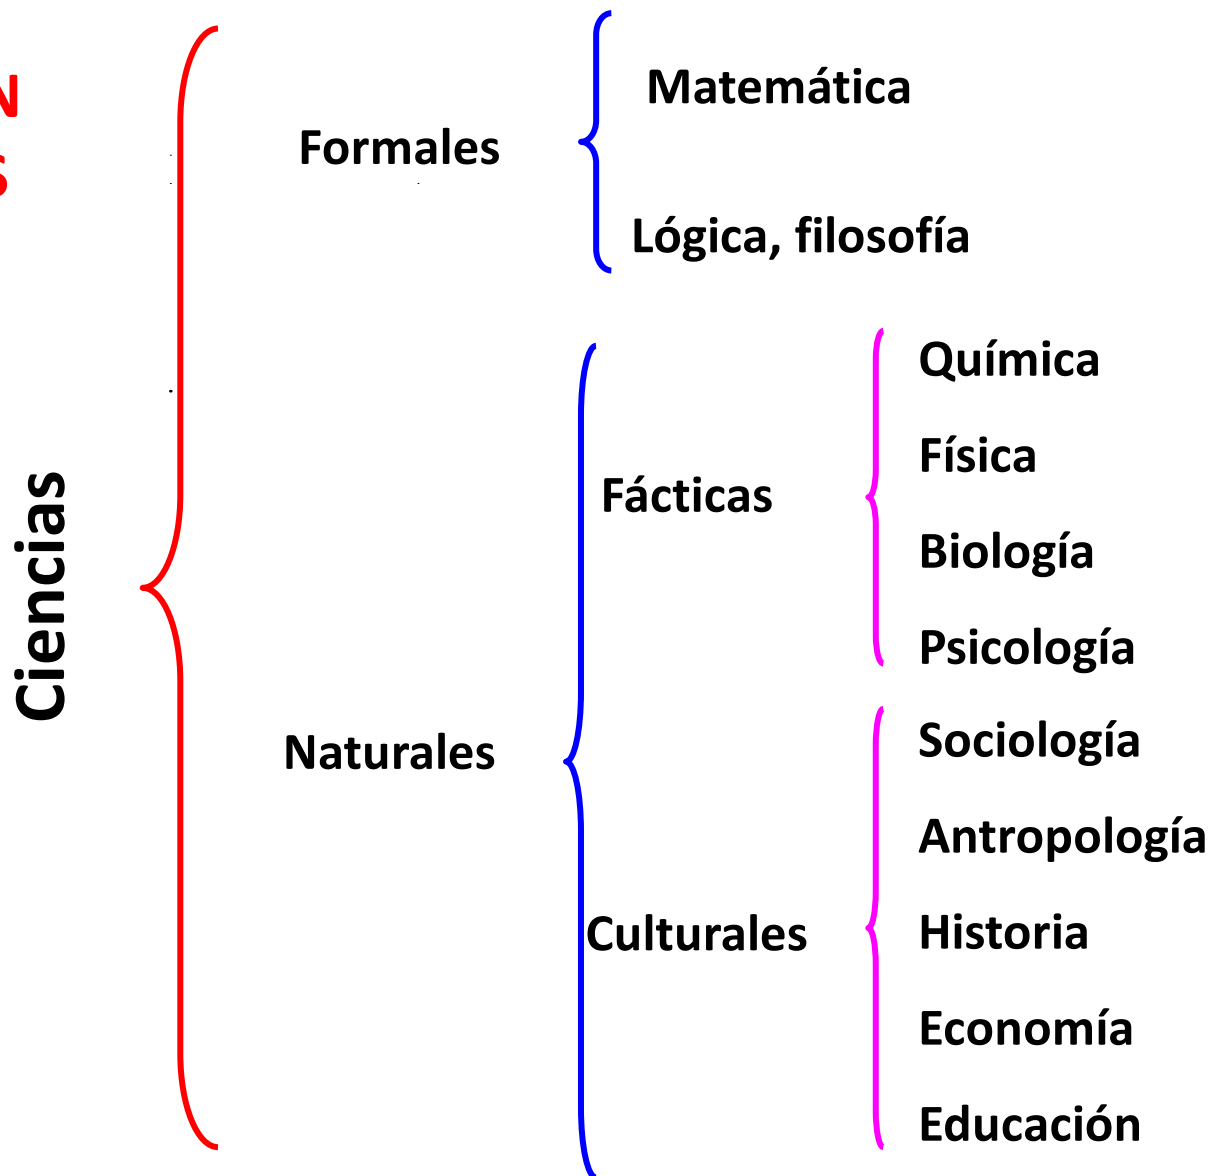 N
S
Ciencias
Formales
Matemática
Lógica, filosofía
Naturales
Fácticas
Química
Física
Biología
Psicología
Culturales
Sociología
Antropología
Historia
Economía
Educación